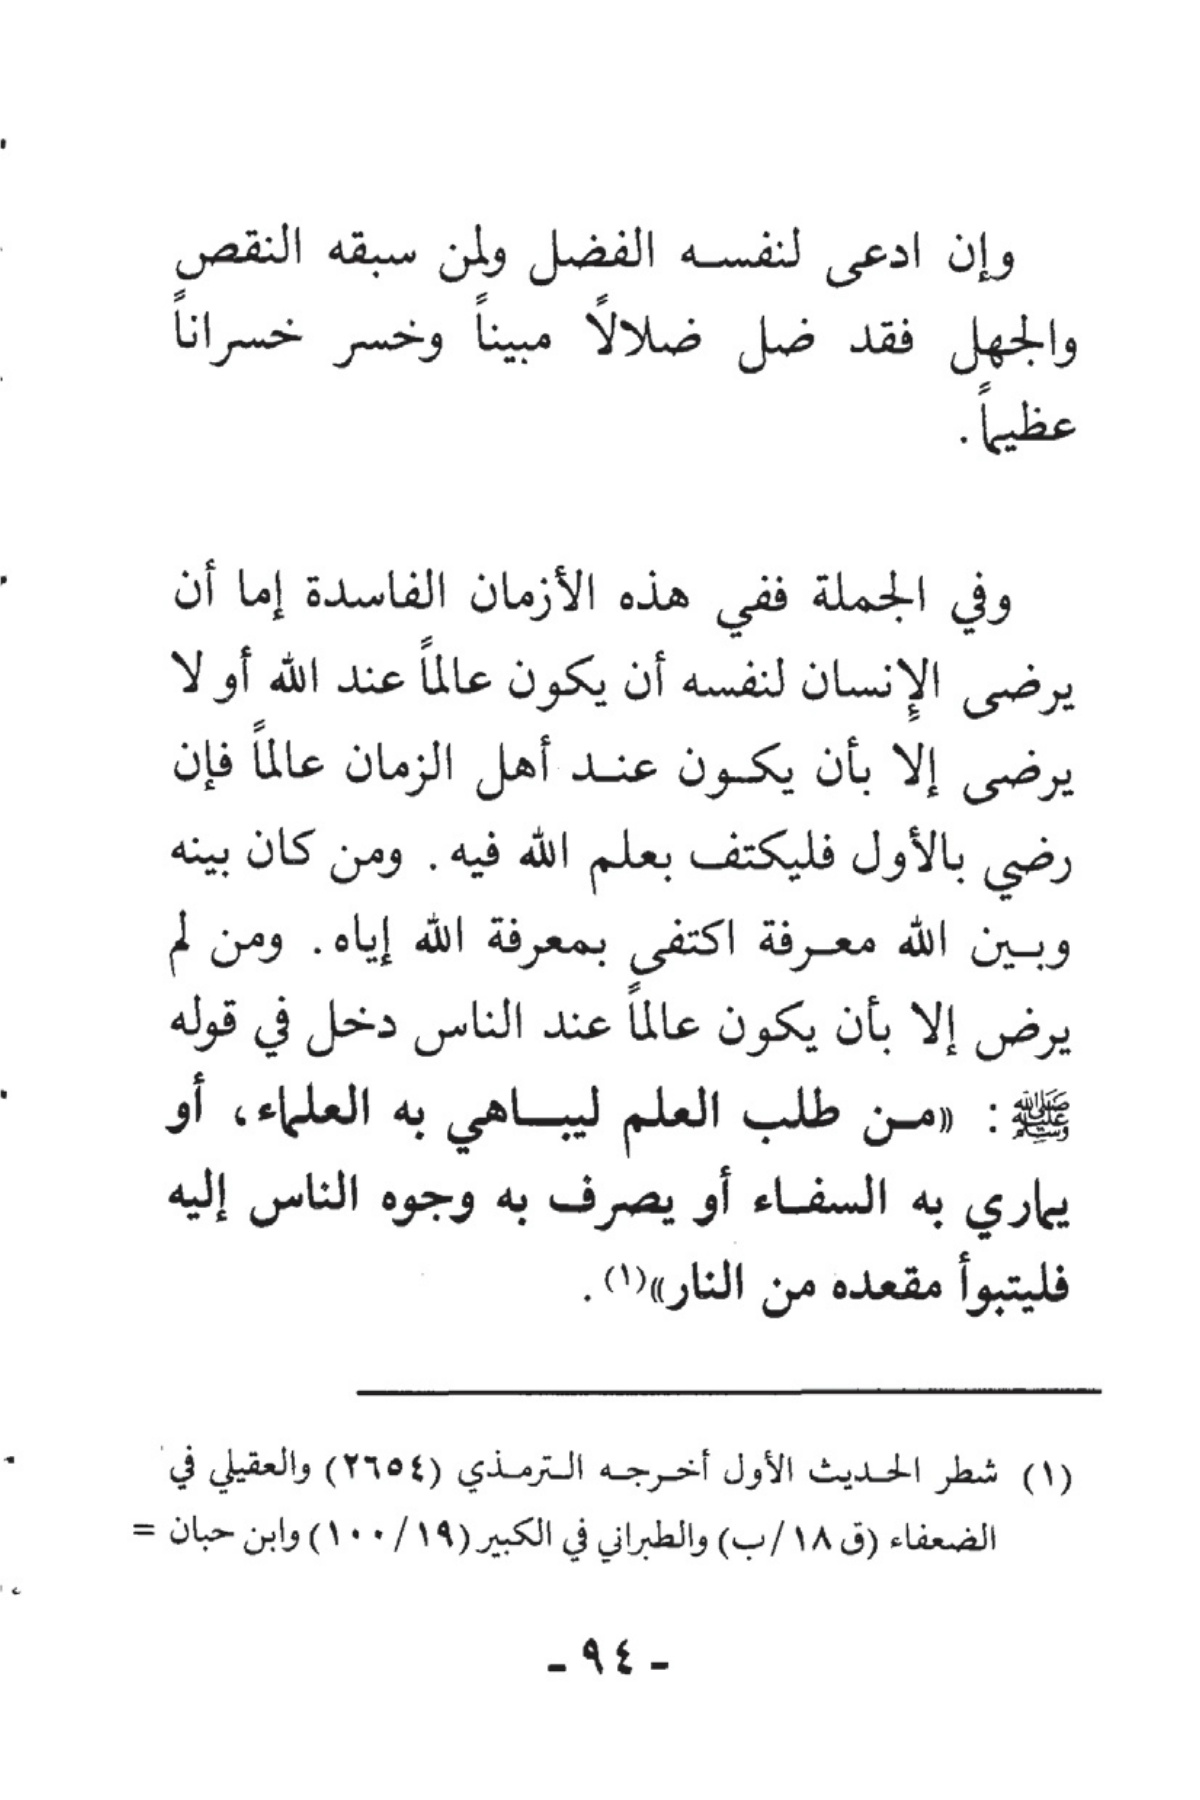 وإن ادعى لنفسه الفضل ولمن سبقه النقص
والجهل فقد ضل ضلالاً مبيناً وخسر خسراناً
عظيماً.
وفي الجملة ففي هذه الأزمان الفاسدة إما أن
يرضى الإنسان لنفسه أن يكون عالماً عند الله أو لا
يرضى إلا بأن يكون عند أهل الزمان عالماً فإن
رضي بالأول فليكتف بعلم الله فيه. ومن كان بينه
وبين الله معرفة اكتفى بمعرفة الله إياه. ومن لم
يرض إلا بأن يكون عالماً عند الناس دخل في قوله
ﷺ: «من طلب العلم ليباهي به العلماء، أو
يماري به السفاء أو يصرف به وجوه الناس إليه
فليتبوأ مقعده من النار»(١).
(١) شطر الحديث الأول أخرجه الترمذي (٢٦٥٤) والعقيلي في
الضعفاء (ق ١٨/ب) والطبراني في الكبير (١٠٠/١٩) وابن حبان =
- ٩٤ -